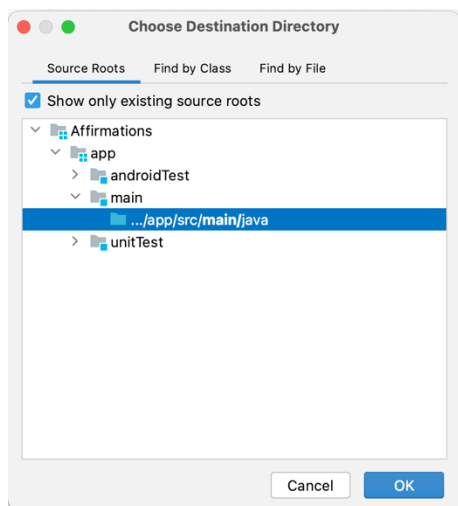 Choose Destination Directory
Source Roots Find by Class Find by File
Show only existing source roots
Affirmations
app
androidTest
main
.../app/src/main/java
unitTest
Cancel OK